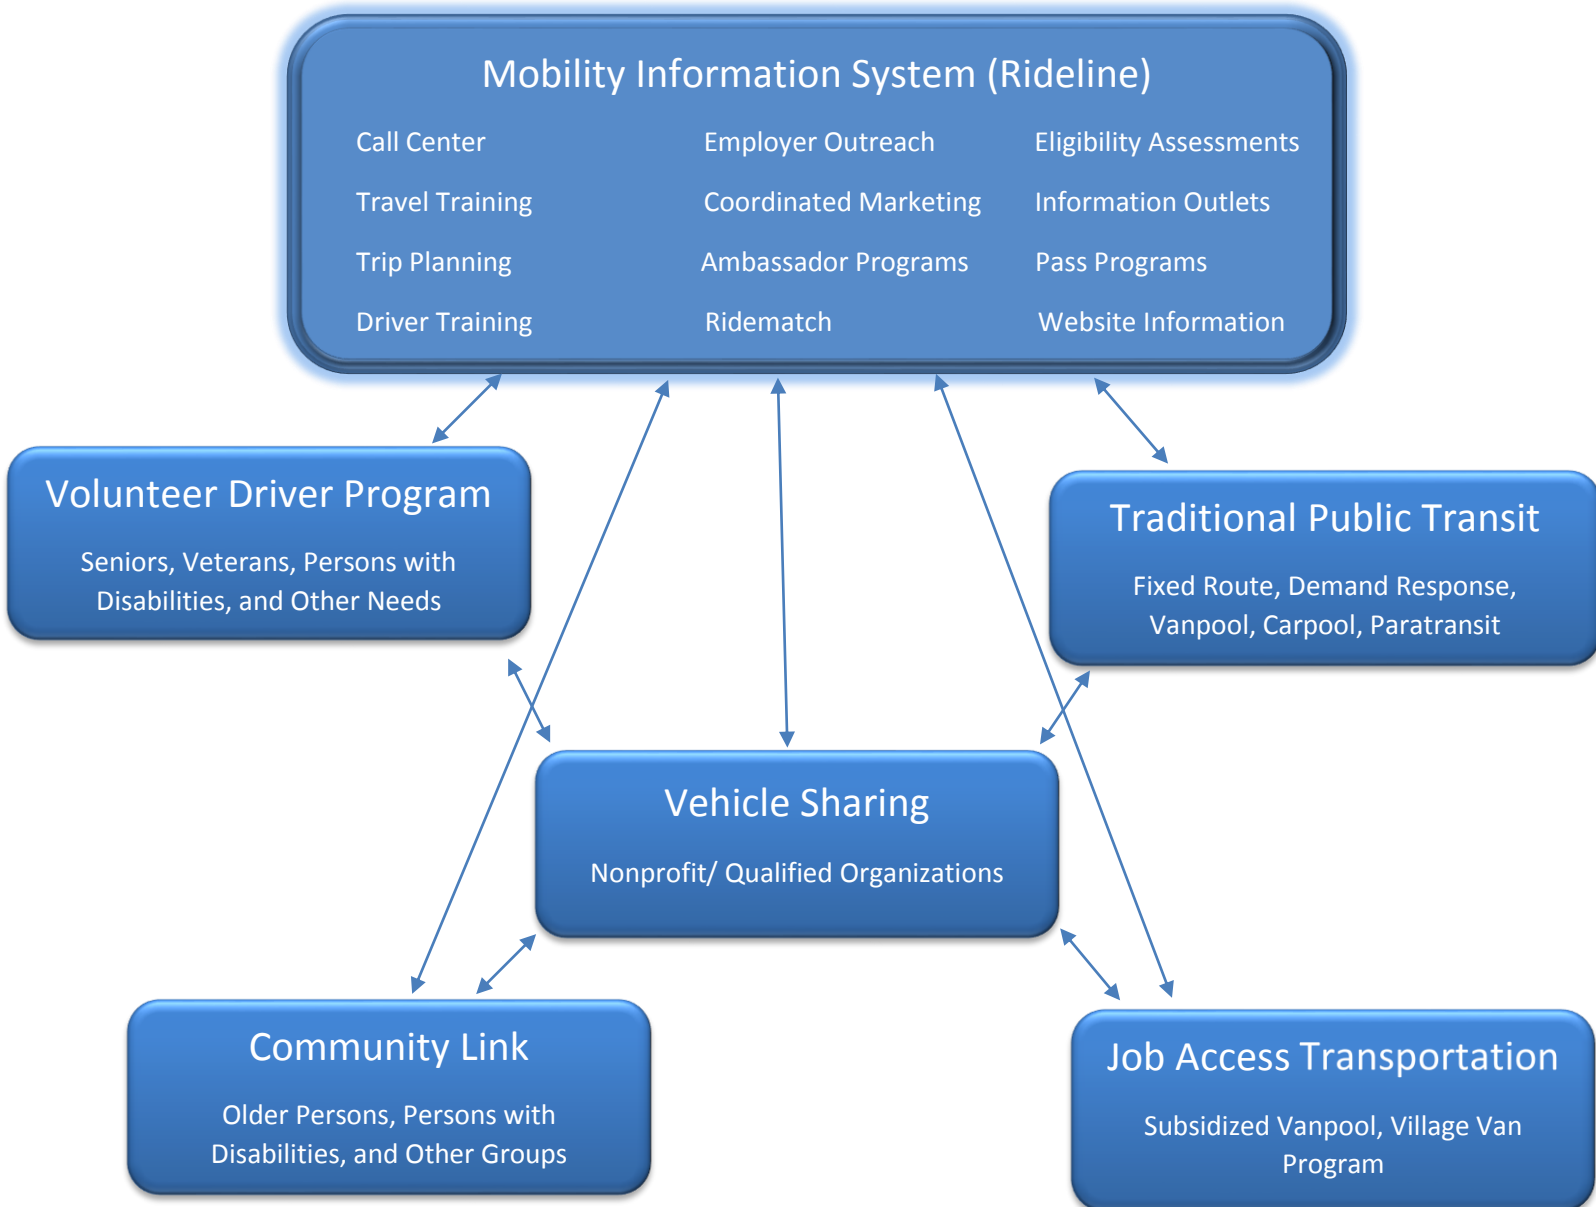 Mobility Information System (Rideline)
Call Center Employer Outreach Eligibility Assessments
Travel Training Coordinated Marketing Information Outlets
Trip Planning Ambassador Programs Pass Programs
Driver Training Ridematch Website Information
Volunteer Driver Program
Seniors, Veterans, Persons with
Disabilities, and Other Needs
Traditional Public Transit
Fixed Route, Demand Response,
Vanpool, Carpool, Paratransit
Vehicle Sharing
Nonprofit/ Qualified Organizations
Community Link
Older Persons, Persons with
Disabilities, and Other Groups
Job Access Transportation
Subsidized Vanpool, Village Van
Program